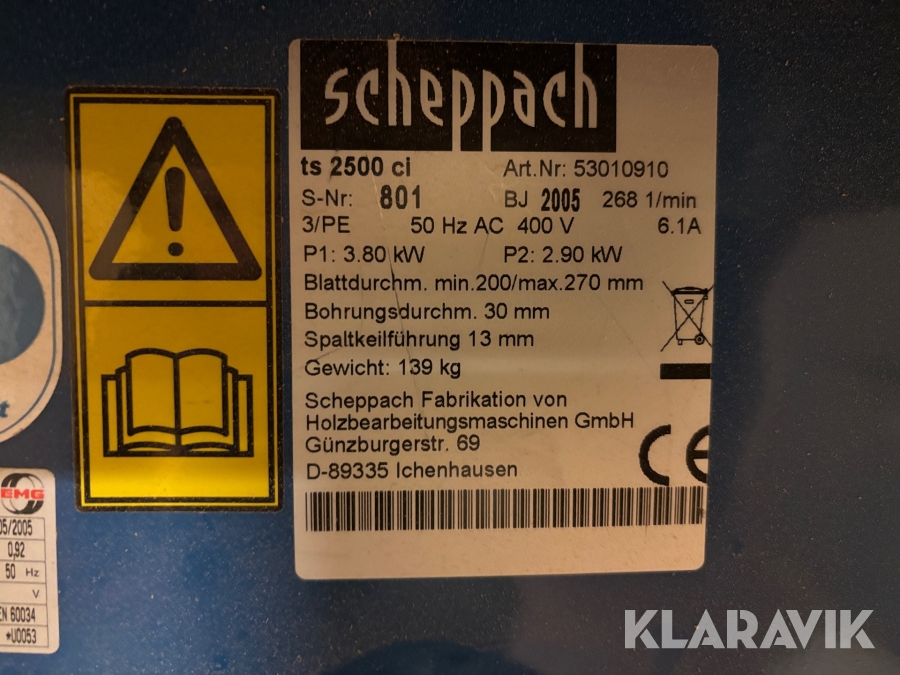 scheppach
ts 2500 ci Art.Nr: 53010910
S-Nr: 801 BJ 2005 268 1/min
3/PE 50 Hz AC 400 V 6.1A
P1: 3.80 kW P2: 2.90 kW
Blattdurchm. min.200/max.270 mm
Bohrungsdurchm. 30 mm
Spaltkeilführung 13 mm
Gewicht: 139 kg
Scheppach Fabrikation von
Holzbearbeitungsmaschinen GmbH
Günzburgerstr. 69
D-89335 Ichenhausen
CE
EMG
05/2005
0,92
50 Hz
V
EN 60034
*U0053
KLARAVIK